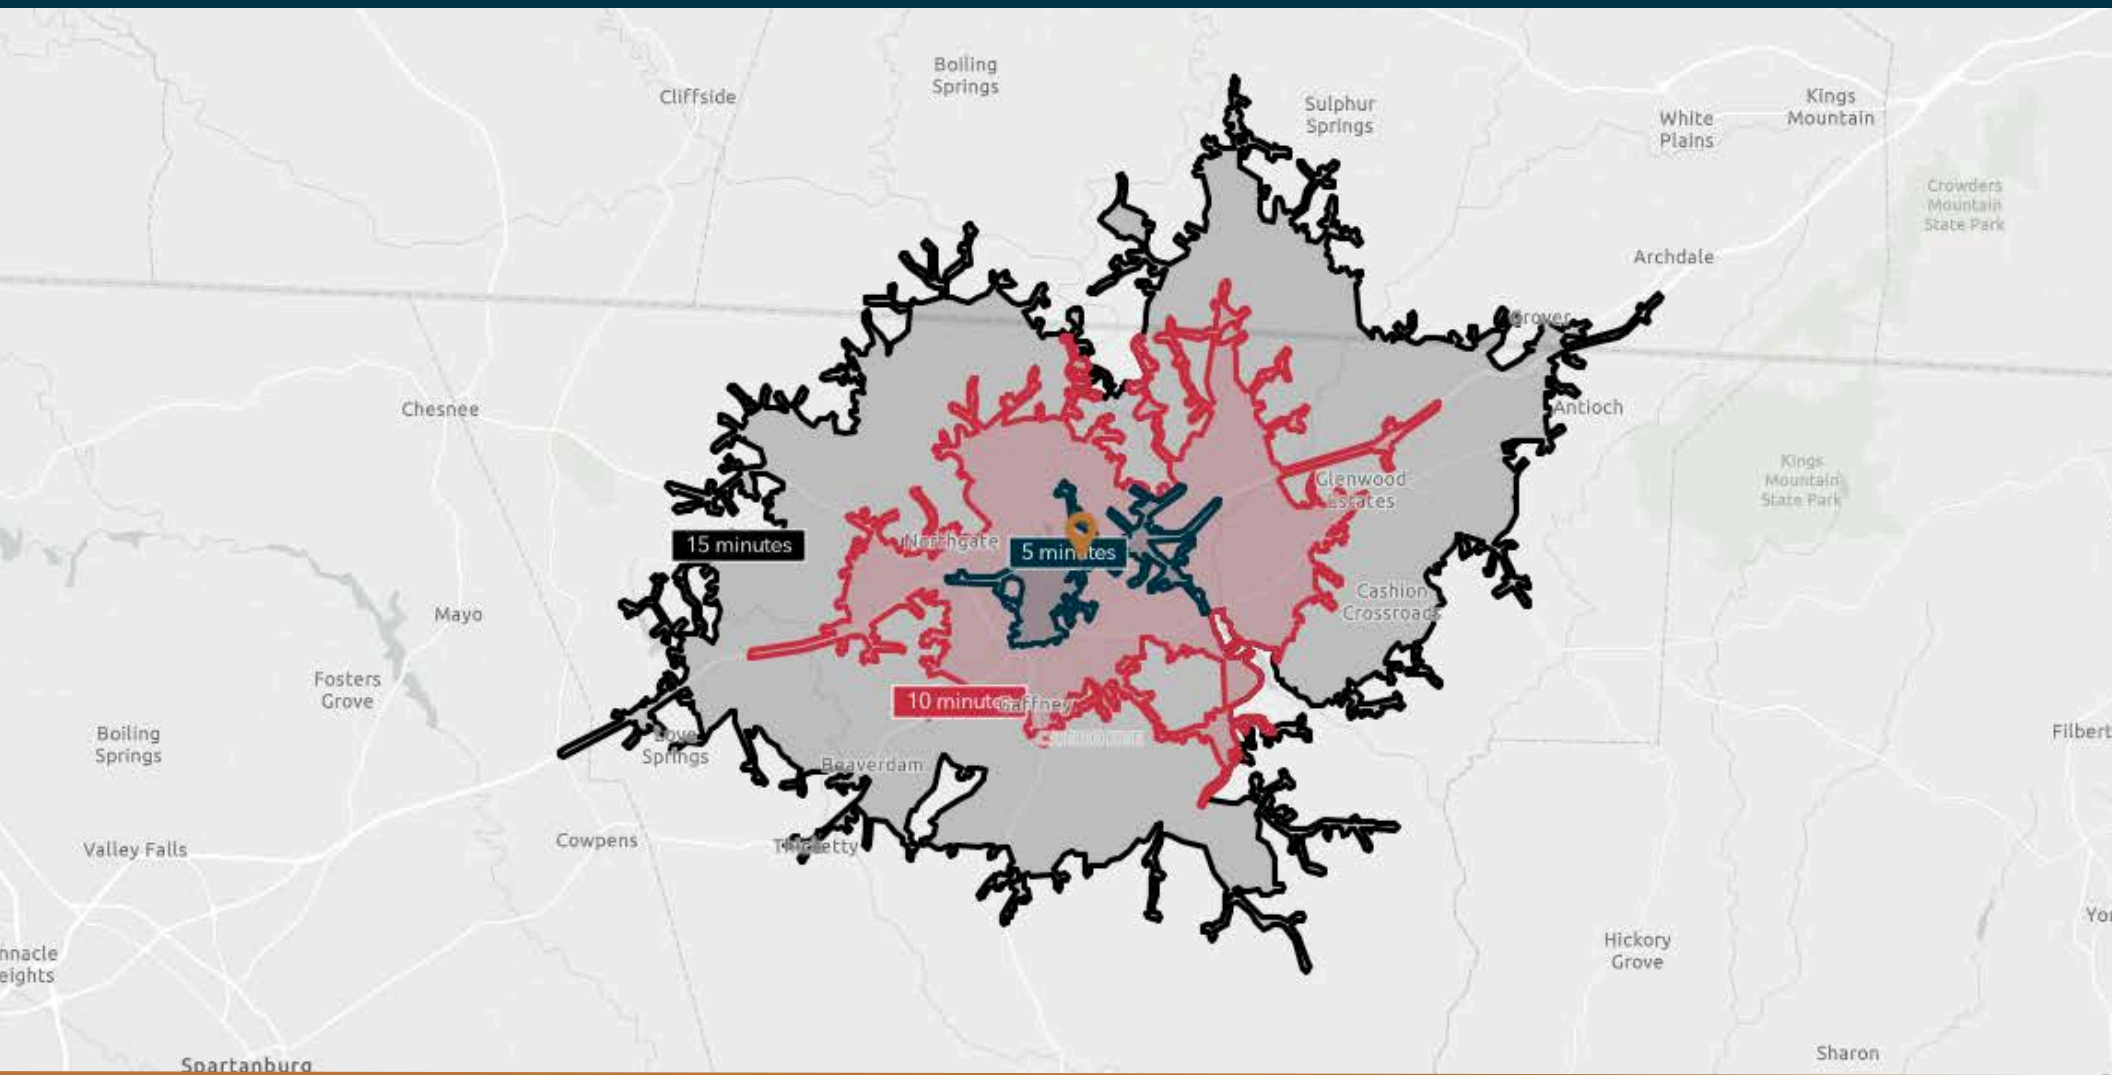 Boiling
Springs
Cliffside
Sulphur
Springs
Kings
Mountain
White
Plains
Crowders
Mountain
State Park
Archdale
Grover
Chesnee
Antioch
Kings
Mountain
State Park
Glenwood
Estates
Northgate
15 minutes
5 minutes
Cashion
Crossroads
Mayo
Fosters
Grove
10 minutes
Gaffney
Boiling
Springs
Love
Springs
Beaverdam
Filbert
Valley Falls
Cowpens
Thicketty
Hickory
Grove
Sharon
Spartanburg